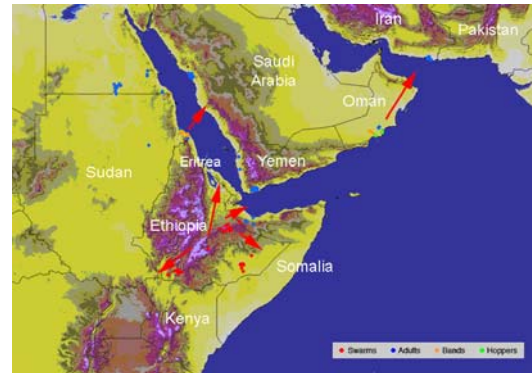 Iran
Pakistan
Saudi
Arabia
Oman
Sudan
Eritrea
Yemen
Ethiopia
Somalia
Kenya
Swarms Adults Bands Hoppers